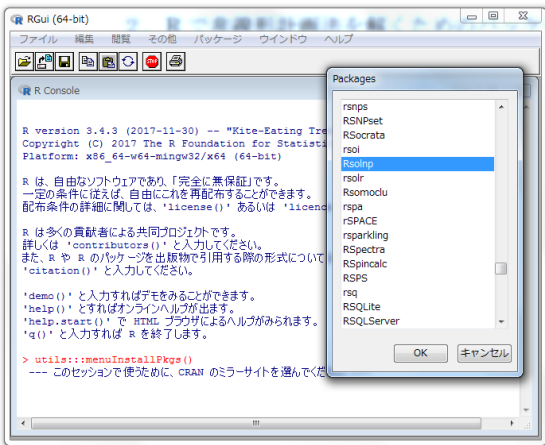 RGui (64-bit)
ファイル 編集 閲覧 その他 パッケージ ウインドウ ヘルプ
R Console
R version 3.4.3 (2017-11-30) -- "Kite-Eating Tre
Copyright (C) 2017 The R Foundation for Statisti
Platform: x86_64-w64-mingw32/x64 (64-bit)
R は、自由なソフトウェアであり、「完全に無保証」です。
一定の条件に従えば、自由にこれを再配布することができます。
配布条件の詳細に関しては、'license()' あるいは 'licenc
R は多くの貢献者による共同プロジェクトです。
詳しくは 'contributors()' と入力してください。
また、R や R のパッケージを出版物で引用する際の形式について
'citation()' と入力してください。
'demo()' と入力すればデモをみることができます。
'help()' とすればオンラインヘルプが出ます。
'help.start()' で HTML ブラウザによるヘルプがみられます。
'q()' と入力すれば R を終了します。
> utils:::menuInstallPkgs()
--- このセッションで使うために、CRAN のミラーサイトを選んでくだ
Packages
rsnps
RSNPset
RSocrata
rsoi
Rsolnp
rsolr
Rsomoclu
rspa
rSPACE
rsparkling
RSpectra
RSpincalc
RSPS
rsq
RSQLite
RSQLServer
OK キャンセル